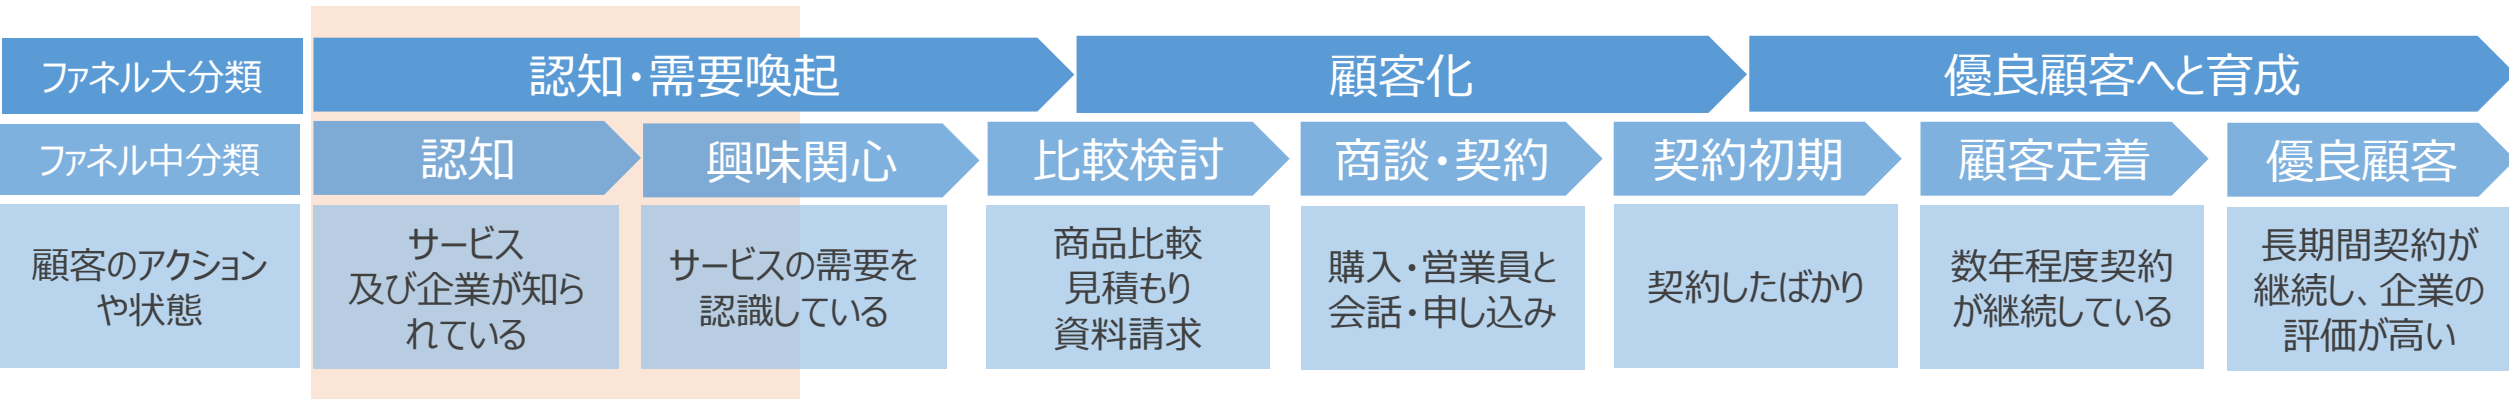 ファネル大分類
認知・需要喚起
顧客化
優良顧客へと育成
ファネル中分類
認知
興味関心
比較検討
商談・契約
契約初期
顧客定着
優良顧客
顧客のアクション
や状態
サービス
及び企業が知ら
れている
サービスの需要を
認識している
商品比較
見積もり
資料請求
購入・営業員と
会話・申し込み
契約したばかり
数年程度契約
が継続している
長期間契約が
継続し、企業の
評価が高い